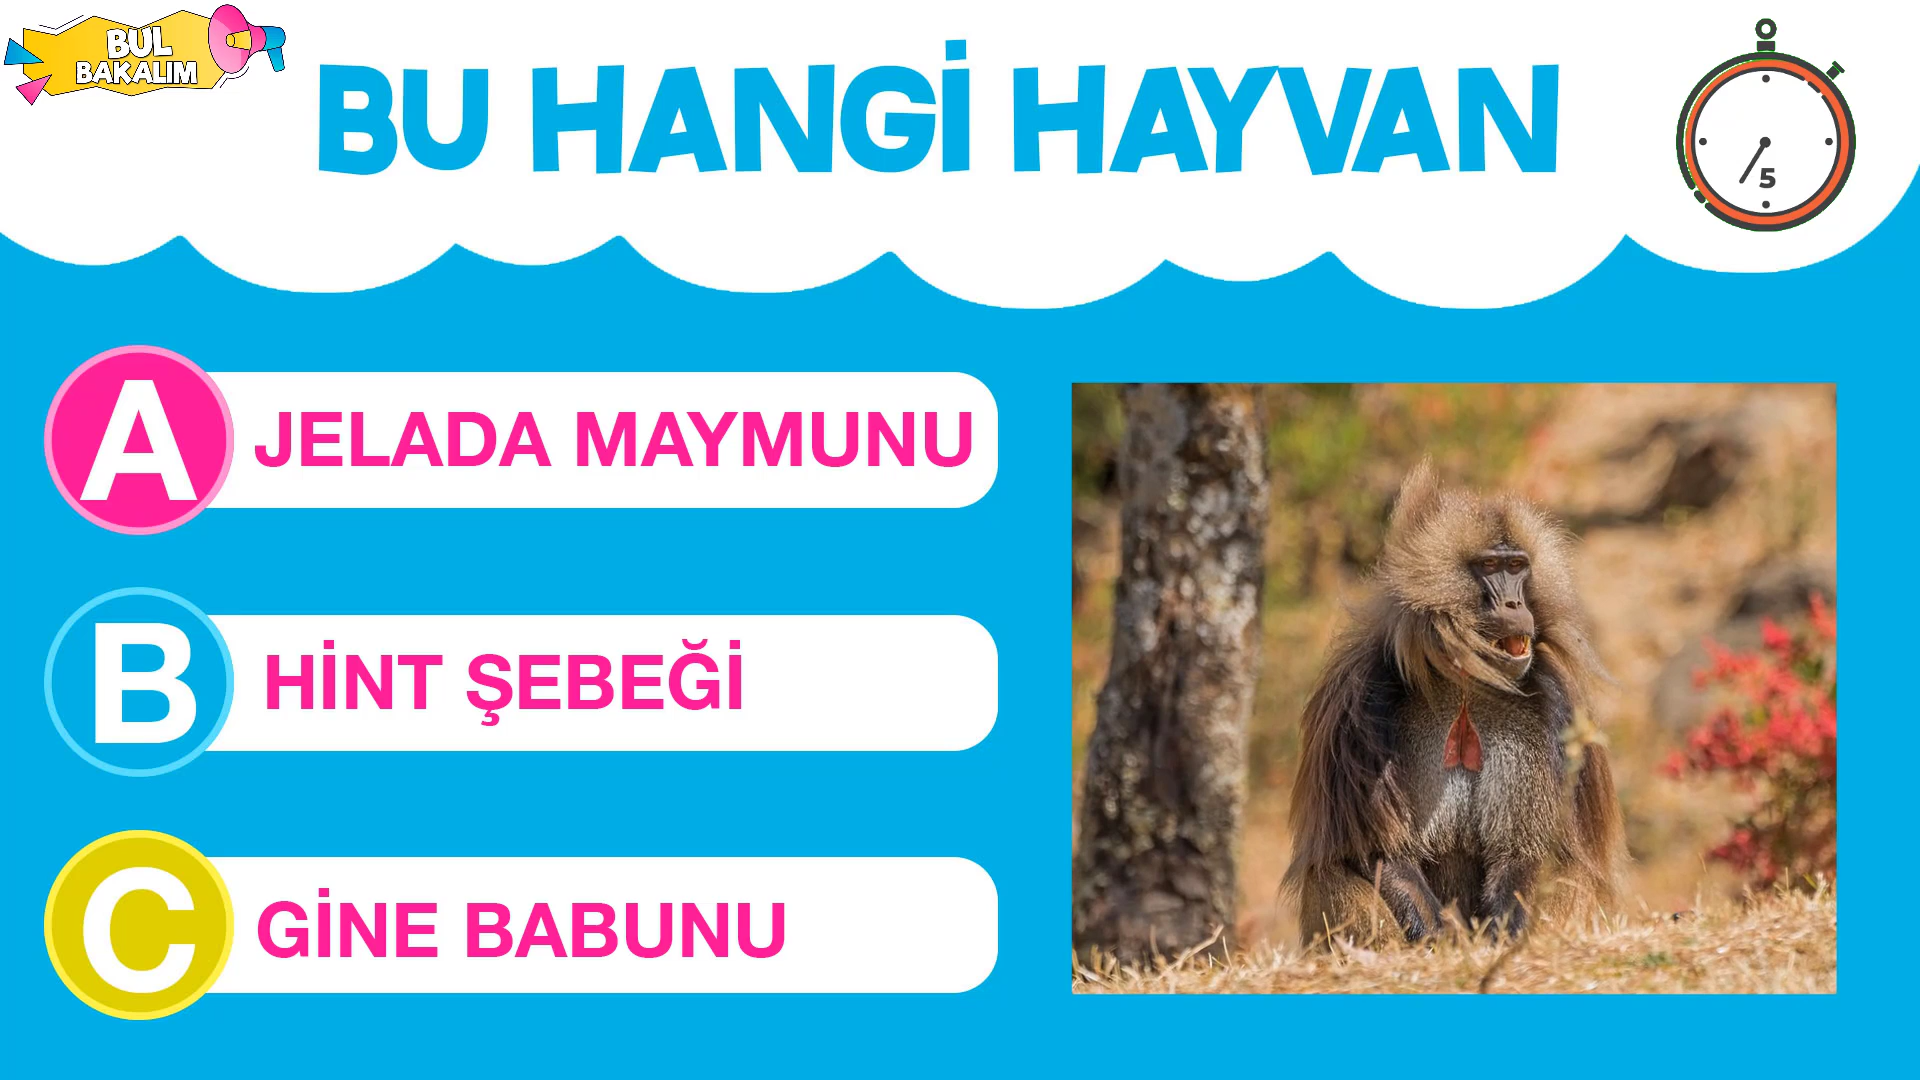 BUL
BAKALIM
BU HANGİ HAYVAN
5
A
JELADA MAYMUNU
B
HİNT ŞEBEĞİ
C
GİNE BABUNU